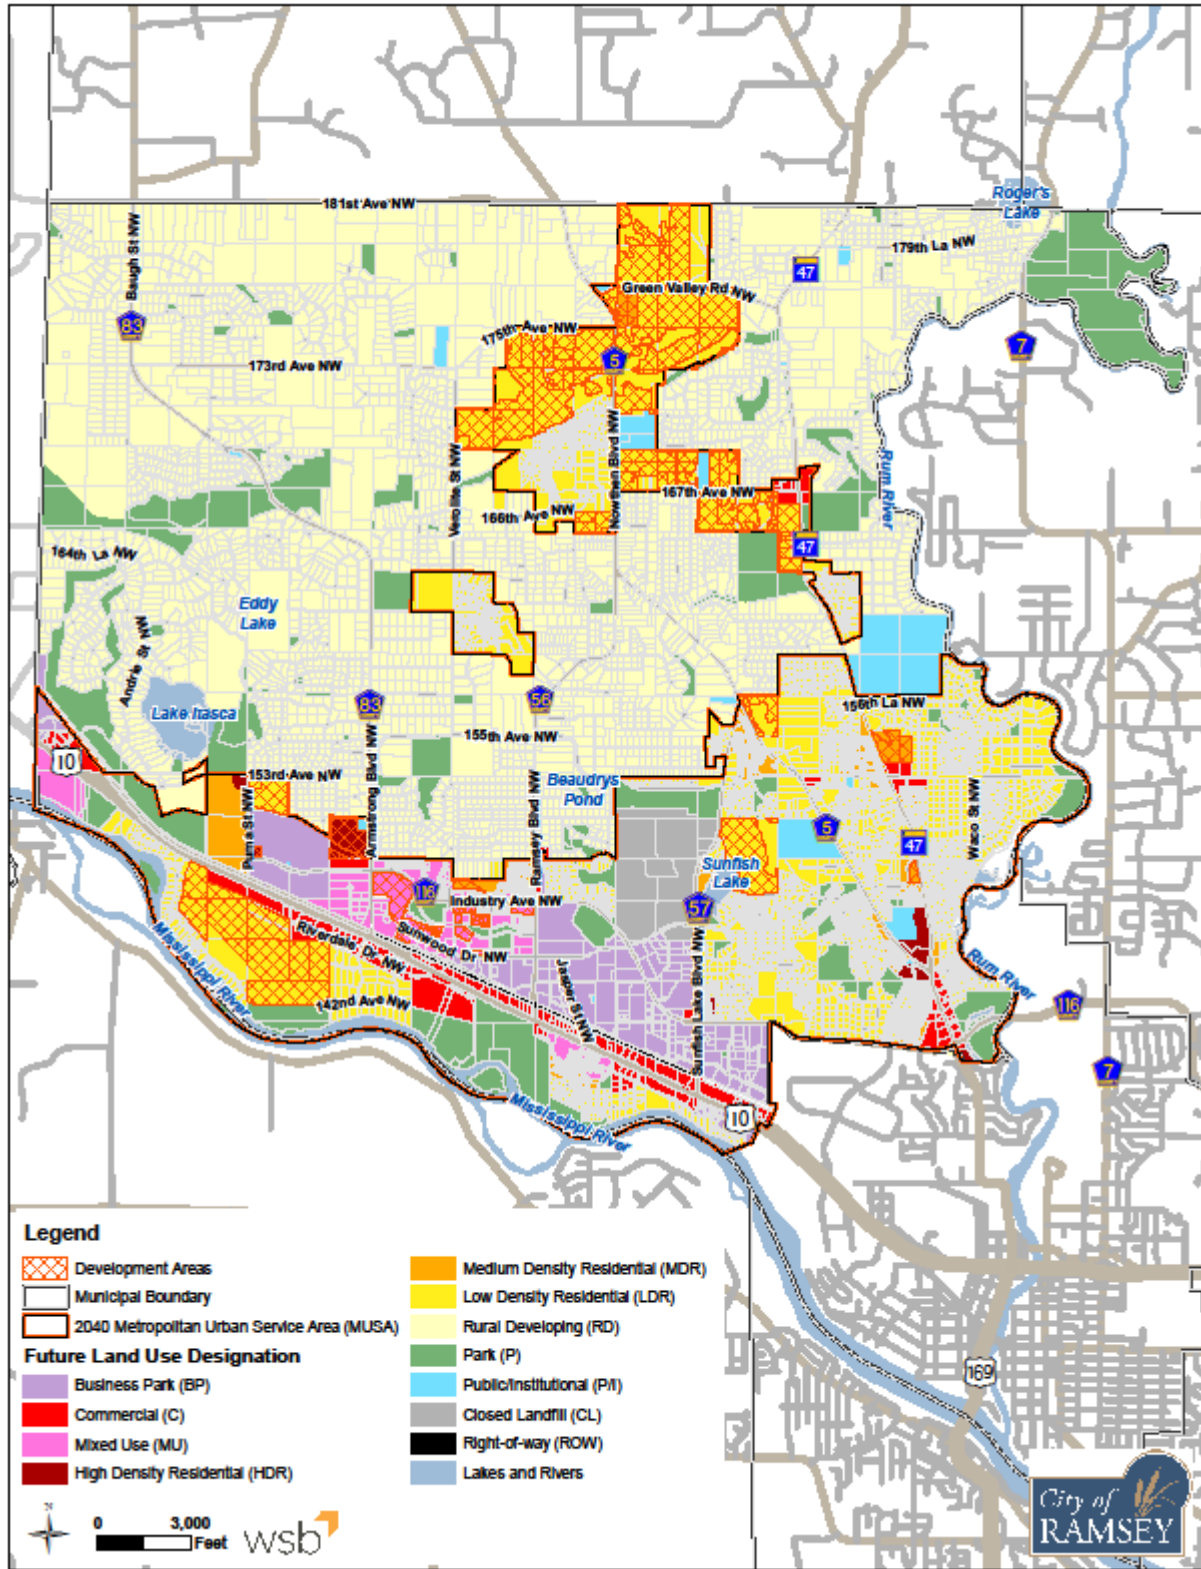 181st Ave NW
Roger's
Lake
179th La NW
47
Baugh St NW
Green Valley Rd NW
83
175th Ave NW
5
7
173rd Ave NW
Nowthen Blvd NW
Variolite St NW
Rum River
167th Ave NW
166th Ave NW
47
164th La NW
Eddy
Lake
Andrie St NW
Lake Itasca
83
56
156th La NW
155th Ave NW
10
153rd Ave NW
Beaudrys
Pond
Armstrong Blvd NW
Ramsey Blvd NW
Puma St NW
Waco St NW
5
47
Sunfish
Lake
116
Industry Ave NW
57
Sunwood Dr NW
Riverdale Dr NW
Mississippi River
142nd Ave NW
Jasper St NW
Sunfish Lake Blvd NW
Rum River
116
7
Mississippi River
10
169
Legend
Development Areas
Municipal Boundary
2040 Metropolitan Urban Service Area (MUSA)
Future Land Use Designation
Business Park (BP)
Commercial (C)
Mixed Use (MU)
High Density Residential (HDR)
Medium Density Residential (MDR)
Low Density Residential (LDR)
Rural Developing (RD)
Park (P)
Public/Institutional (P/I)
Closed Landfill (CL)
Right-of-way (ROW)
Lakes and Rivers
N
0 3,000
Feet
wsb
City of
RAMSEY